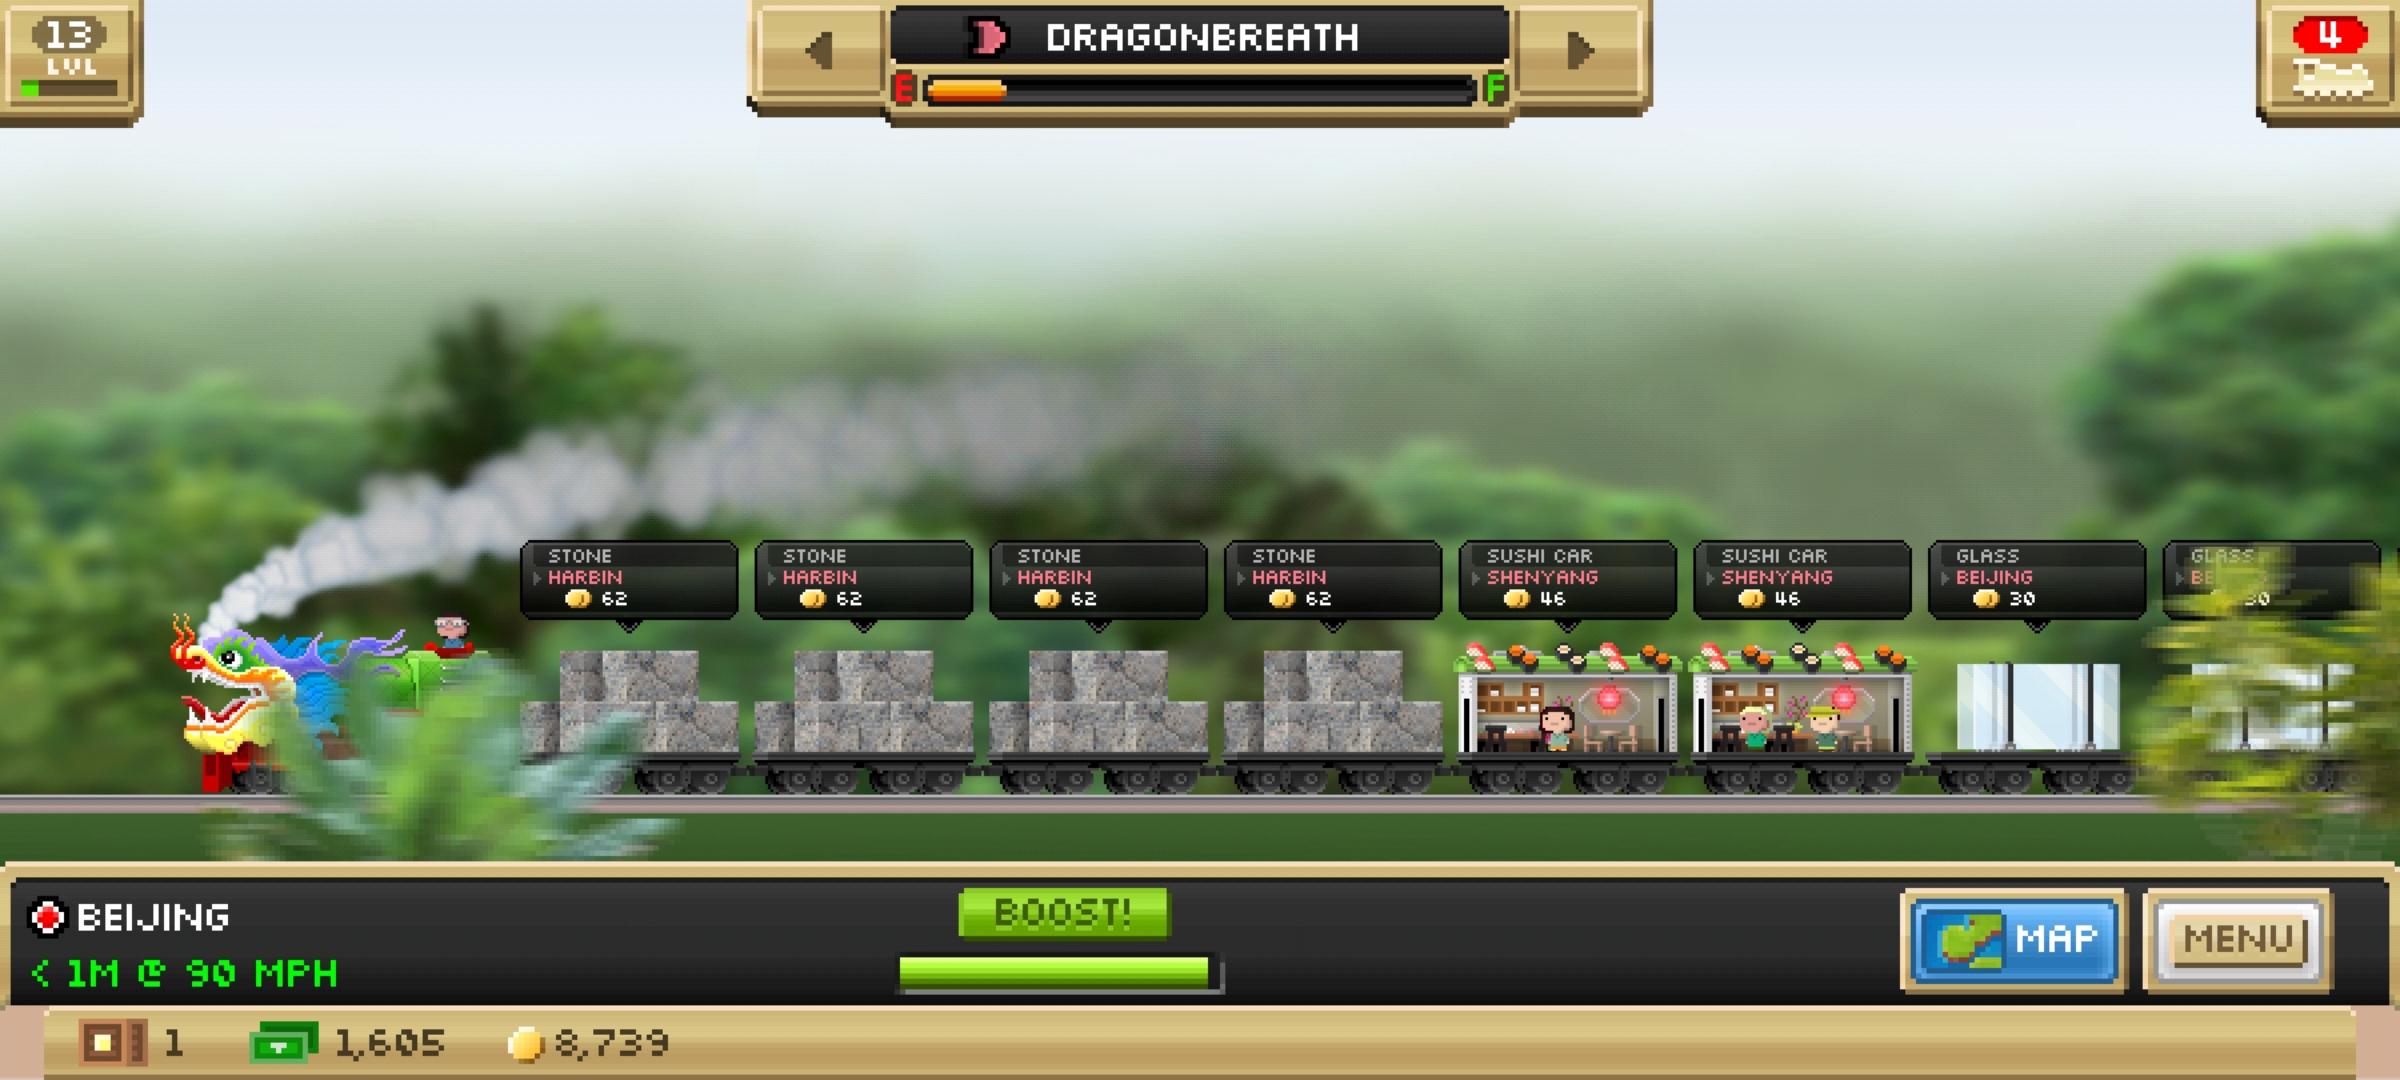 13
LVL
DRAGONBREATH
E F
4
STONE
HARBIN
62
STONE
HARBIN
62
STONE
HARBIN
62
STONE
HARBIN
62
SUSHI CAR
SHENYANG
46
SUSHI CAR
SHENYANG
46
GLASS
BEIJING
30
GLASS
30
BEIJING
< 1M @ 90 MPH
BOOST!
MAP
MENU
1
1,605
8,739